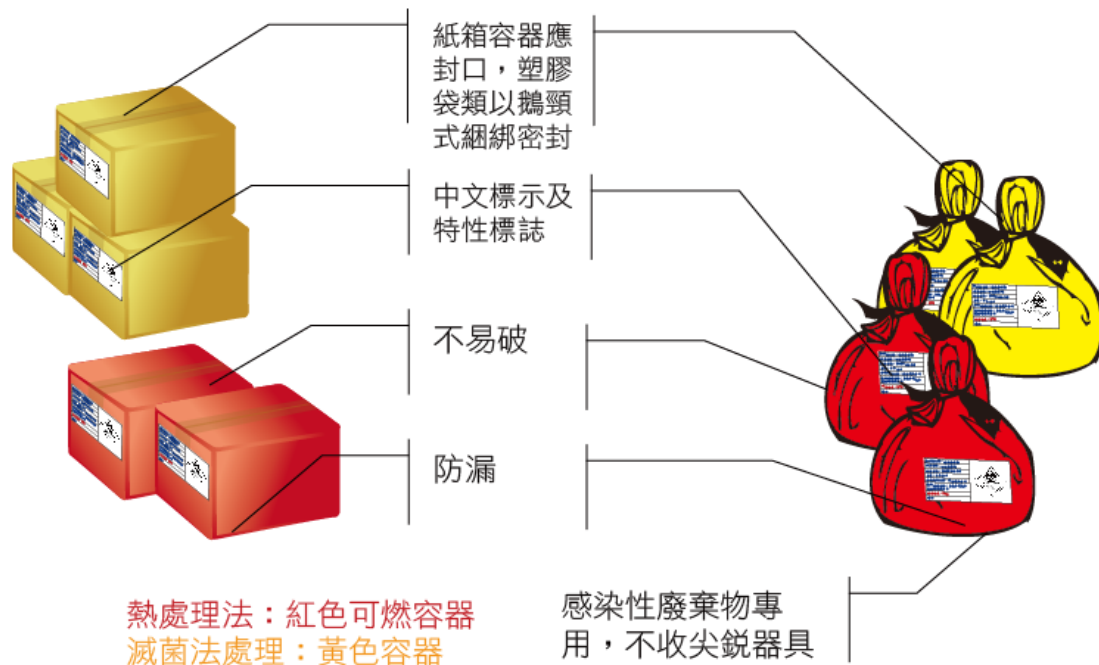 紙箱容器應
封口，塑膠
袋類以鵝頸
式綑綁密封
中文標示及
特性標誌
不易破
防漏
熱處理法：紅色可燃容器
滅菌法處理：黃色容器
感染性廢棄物專
用，不收尖銳器具